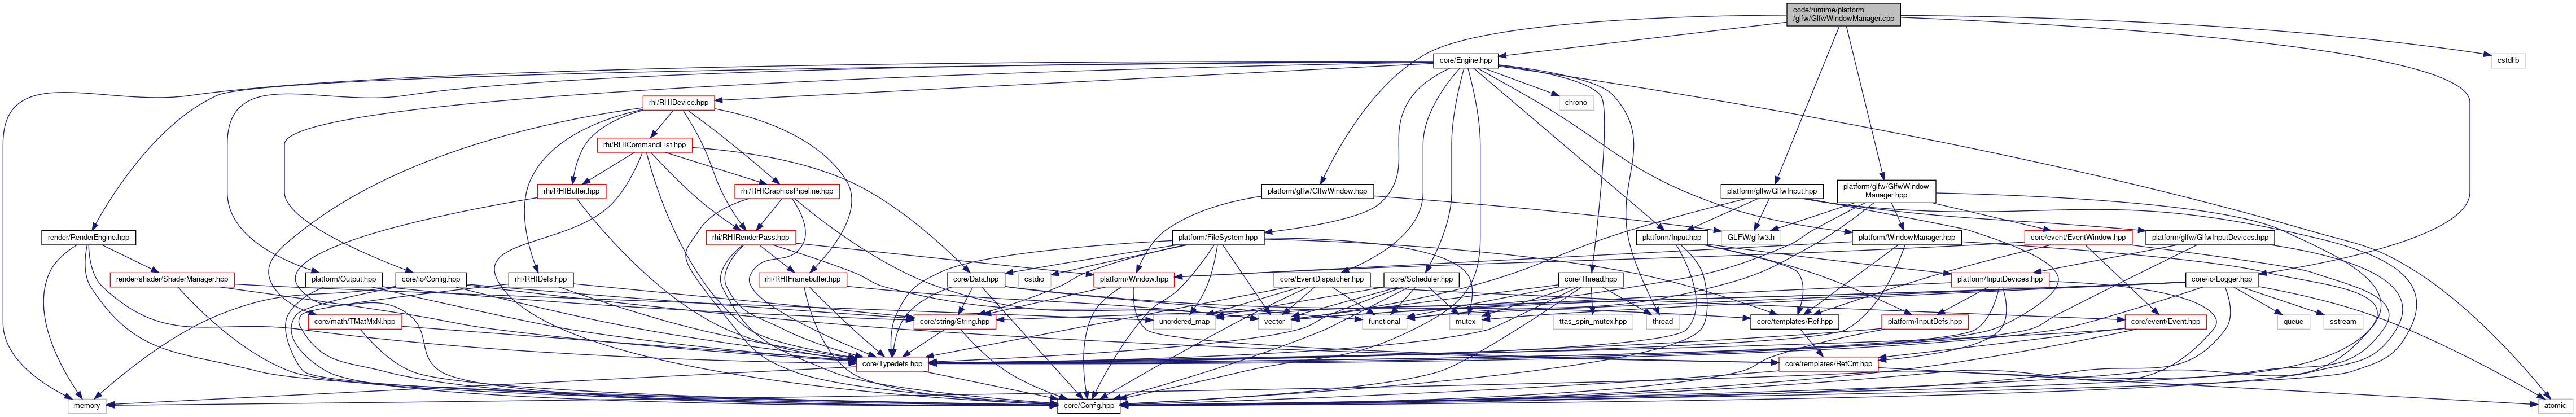 code/runtime/platform
/glfw/GlfwWindowManager.cpp
core/Engine.hpp
cstdlib
rhi/RHIDevice.hpp
chrono
rhi/RHICommandList.hpp
rhi/RHIBuffer.hpp
rhi/RHIGraphicsPipeline.hpp
platform/glfw/GlfwWindow.hpp
platform/glfw/GlfwInput.hpp
platform/glfw/GlfwWindow
Manager.hpp
render/RenderEngine.hpp
rhi/RHIRenderPass.hpp
platform/FileSystem.hpp
platform/Input.hpp
GLFW/glfw3.h
platform/WindowManager.hpp
core/event/EventWindow.hpp
platform/glfw/GlfwInputDevices.hpp
render/shader/ShaderManager.hpp
platform/Output.hpp
core/io/Config.hpp
rhi/RHIDefs.hpp
rhi/RHIFramebuffer.hpp
core/Data.hpp
cstdio
platform/Window.hpp
core/EventDispatcher.hpp
core/Scheduler.hpp
core/Thread.hpp
platform/InputDevices.hpp
core/io/Logger.hpp
core/math/TMatMxN.hpp
core/string/String.hpp
unordered_map
vector
functional
mutex
ttas_spin_mutex.hpp
thread
core/templates/Ref.hpp
platform/InputDefs.hpp
core/event/Event.hpp
queue
sstream
core/Typedefs.hpp
core/templates/RefCnt.hpp
memory
core/Config.hpp
atomic